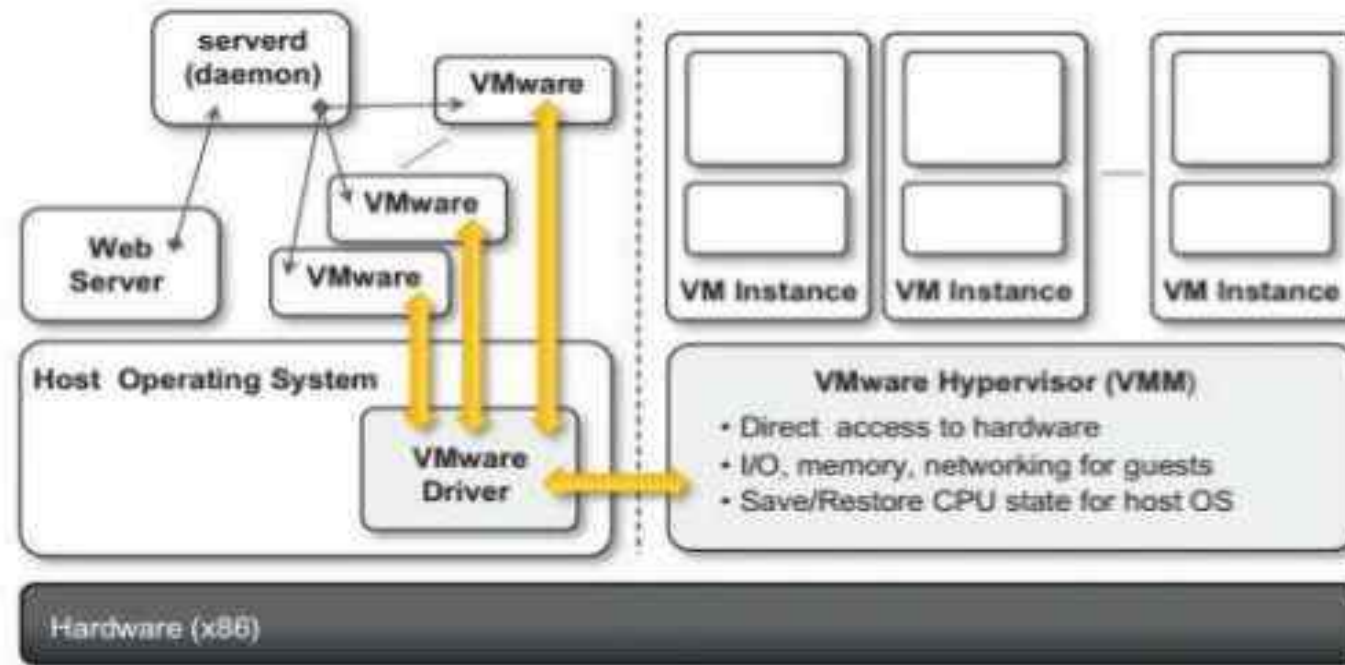 serverd
(daemon)
VMware
VMware
VMware
Web
Server
Host Operating System
VMware
Driver
VM Instance
VM Instance
VM Instance
VMware Hypervisor (VMM)
• Direct access to hardware
• I/O, memory, networking for guests
• Save/Restore CPU state for host OS
Hardware (x86)